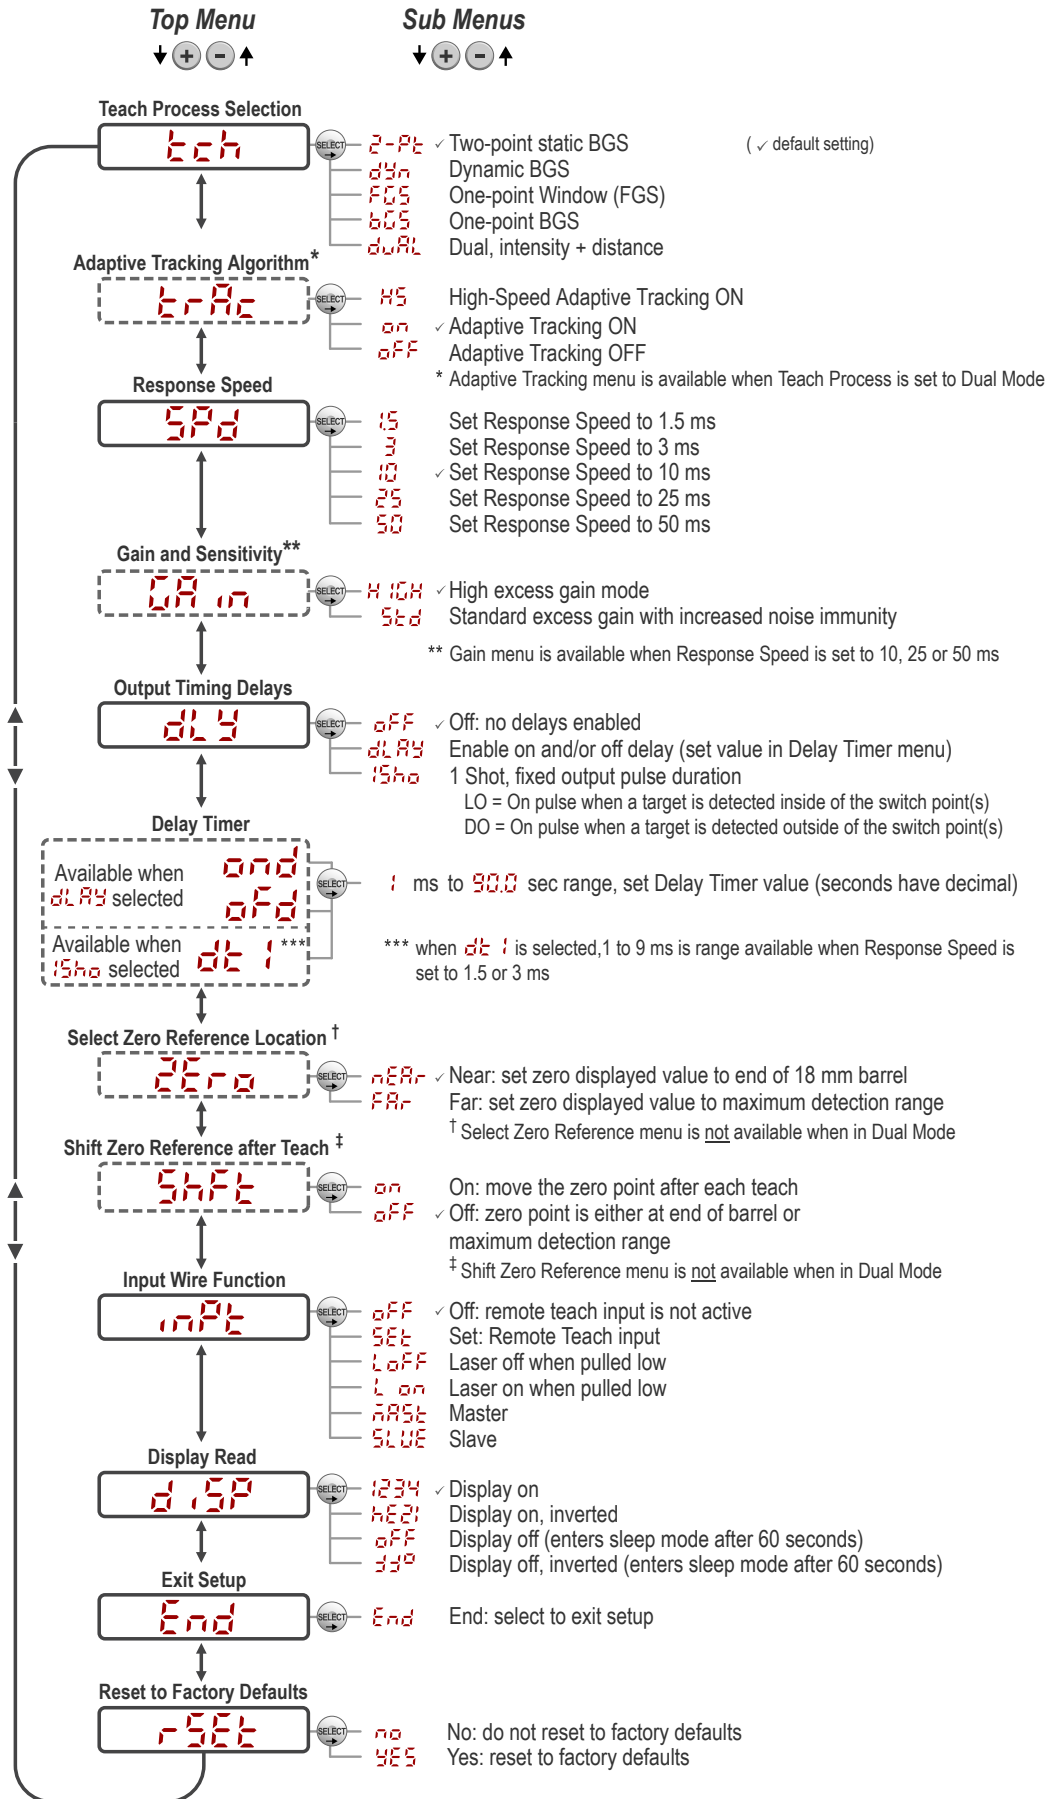 Top Menu
Sub Menus
+ -
+ -
Teach Process Selection
tch
SELECT
2-Pt ✓ Two-point static BGS
( ✓ default setting)
dYn Dynamic BGS
FGS One-point Window (FGS)
bGS One-point BGS
duAL Dual, intensity + distance
Adaptive Tracking Algorithm*
trAc
SELECT
HS High-Speed Adaptive Tracking ON
on ✓ Adaptive Tracking ON
oFF Adaptive Tracking OFF
* Adaptive Tracking menu is available when Teach Process is set to Dual Mode
Response Speed
SPd
SELECT
1.5 Set Response Speed to 1.5 ms
3 Set Response Speed to 3 ms
10 ✓ Set Response Speed to 10 ms
25 Set Response Speed to 25 ms
50 Set Response Speed to 50 ms
Gain and Sensitivity**
GAin
SELECT
HIGH ✓ High excess gain mode
Std Standard excess gain with increased noise immunity
** Gain menu is available when Response Speed is set to 10, 25 or 50 ms
Output Timing Delays
dLY
SELECT
oFF ✓ Off: no delays enabled
dLAY Enable on and/or off delay (set value in Delay Timer menu)
1Sho 1 Shot, fixed output pulse duration
LO = On pulse when a target is detected inside of the switch point(s)
DO = On pulse when a target is detected outside of the switch point(s)
Delay Timer
Available when
dLAY selected
ond
oFd
SELECT
1 ms to 90.0 sec range, set Delay Timer value (seconds have decimal)
Available when
1Sho selected
dt 1 ***
*** when dt 1 is selected,1 to 9 ms is range available when Response Speed is
set to 1.5 or 3 ms
Select Zero Reference Location †
ZEro
SELECT
nEAr ✓ Near: set zero displayed value to end of 18 mm barrel
FAr Far: set zero displayed value to maximum detection range
† Select Zero Reference menu is not available when in Dual Mode
Shift Zero Reference after Teach ‡
ShFt
SELECT
on On: move the zero point after each teach
oFF ✓ Off: zero point is either at end of barrel or
maximum detection range
‡ Shift Zero Reference menu is not available when in Dual Mode
Input Wire Function
inPt
SELECT
oFF ✓ Off: remote teach input is not active
SEt Set: Remote Teach input
LoFF Laser off when pulled low
L on Laser on when pulled low
nASt Master
SLUE Slave
Display Read
diSP
SELECT
1234 ✓ Display on
hEZ1 Display on, inverted
oFF Display off (enters sleep mode after 60 seconds)
Display off, inverted (enters sleep mode after 60 seconds)
Exit Setup
End
SELECT
End End: select to exit setup
Reset to Factory Defaults
rSEt
SELECT
no No: do not reset to factory defaults
YES Yes: reset to factory defaults